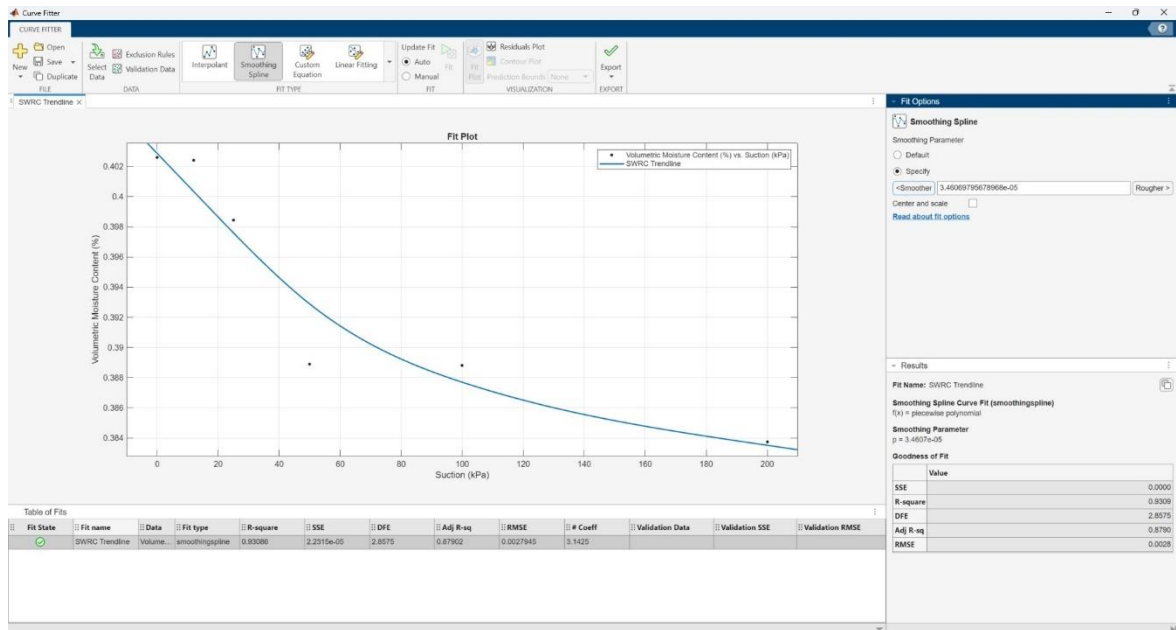 Curve Fitter
CURVE FITTER
New
Open
Save
Duplicate
FILE
Select Data
Exclusion Rules
Validation Data
DATA
Interpolant
Smoothing Spline
Custom Equation
Linear Fitting
FIT TYPE
Update Fit
Auto
Manual
Fit
FIT
Fit Plot
Residuals Plot
Contour Plot
Prediction Bounds None
VISUALIZATION
Export
EXPORT
SWRC Trendline
Fit Plot
Volumetric Moisture Content (%) vs. Suction (kPa)
SWRC Trendline
Volumetric Moisture Content (%)
0.402
0.4
0.398
0.396
0.394
0.392
0.39
0.388
0.386
0.384
0 20 40 60 80 100 120 140 160 180 200
Suction (kPa)
Table of Fits
Fit State Fit name Data Fit type R-square SSE DFE Adj R-sq RMSE # Coeff Validation Data Validation SSE Validation RMSE
SWRC Trendline Volume... smoothingspline 0.93086 2.2315e-05 2.8575 0.87902 0.0027945 3.1425
Fit Options
Smoothing Spline
Smoothing Parameter
Default
Specify
<Smoother 3.46069795678968e-05 Rougher >
Center and scale
Read about fit options
Results
Fit Name: SWRC Trendline
Smoothing Spline Curve Fit (smoothingspline)
f(x) = piecewise polynomial
Smoothing Parameter
p = 3.4607e-05
Goodness of Fit
Value
SSE 0.0000
R-square 0.9309
DFE 2.8575
Adj R-sq 0.8790
RMSE 0.0028